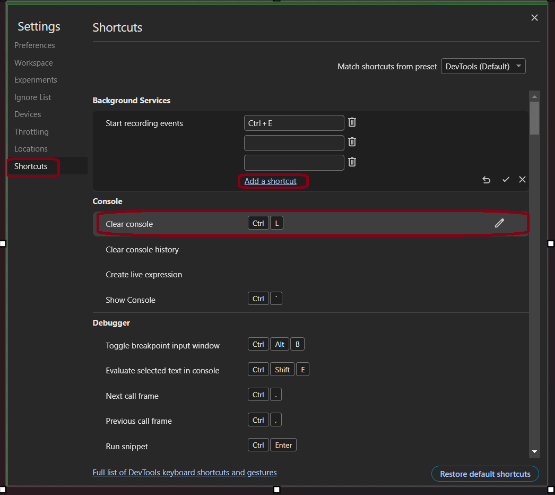 Settings
Preferences
Workspace
Experiments
Ignore List
Devices
Throttling
Locations
Shortcuts
Shortcuts
Match shortcuts from preset DevTools (Default)
Background Services
Start recording events Ctrl + E
Add a shortcut
Console
Clear console Ctrl L
Clear console history
Create live expression
Show Console Ctrl `
Debugger
Toggle breakpoint input window Ctrl Alt B
Evaluate selected text in console Ctrl Shift E
Next call frame Ctrl .
Previous call frame Ctrl ,
Run snippet Ctrl Enter
Full list of DevTools keyboard shortcuts and gestures
Restore default shortcuts